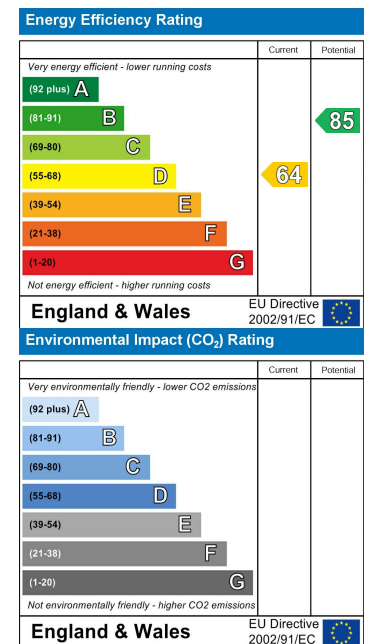 Energy Efficiency Rating
Current Potential
Very energy efficient - lower running costs
(92 plus) A
(81-91) B
85
(69-80) C
(55-68) D
64
(39-54) E
(21-38) F
(1-20) G
Not energy efficient - higher running costs
England & Wales
EU Directive
2002/91/EC
Environmental Impact (CO₂) Rating
Current Potential
Very environmentally friendly - lower CO2 emissions
(92 plus) A
(81-91) B
(69-80) C
(55-68) D
(39-54) E
(21-38) F
(1-20) G
Not environmentally friendly - higher CO2 emissions
England & Wales
EU Directive
2002/91/EC